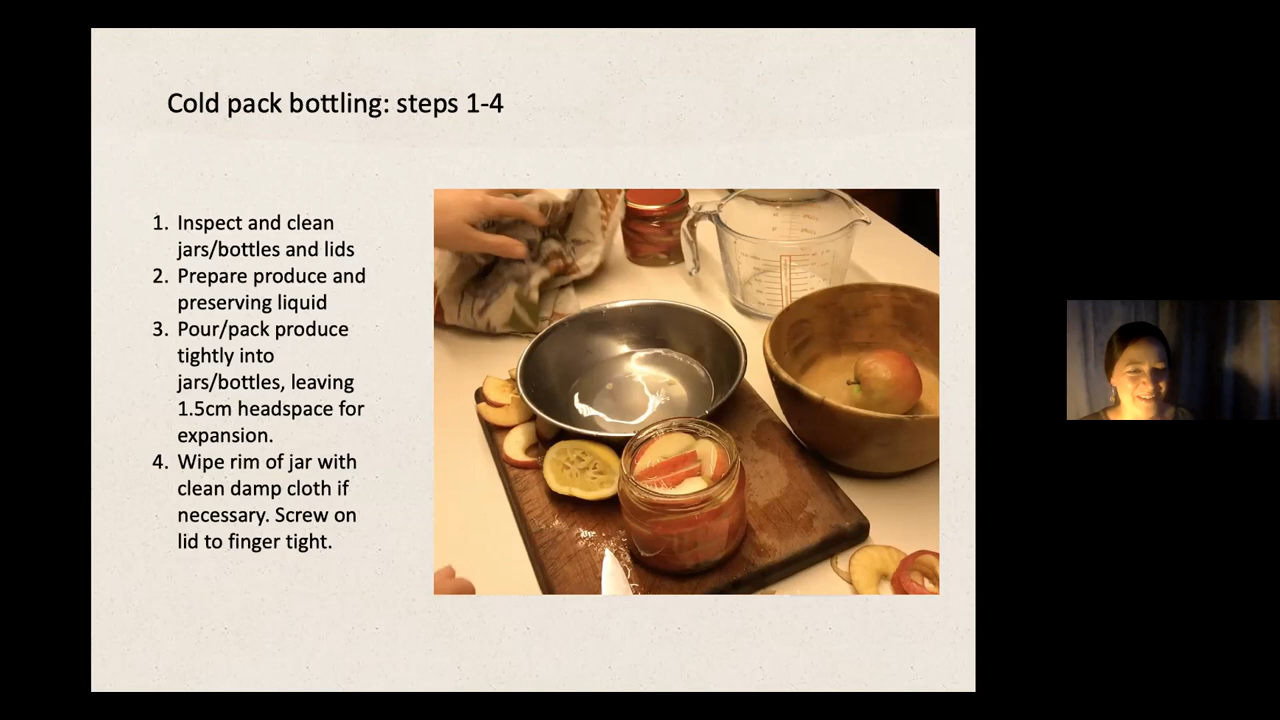 Cold pack bottling: steps 1-4
1. Inspect and clean
jars/bottles and lids
2. Prepare produce and
preserving liquid
3. Pour/pack produce
tightly into
jars/bottles, leaving
1.5cm headspace for
expansion.
4. Wipe rim of jar with
clean damp cloth if
necessary. Screw on
lid to finger tight.